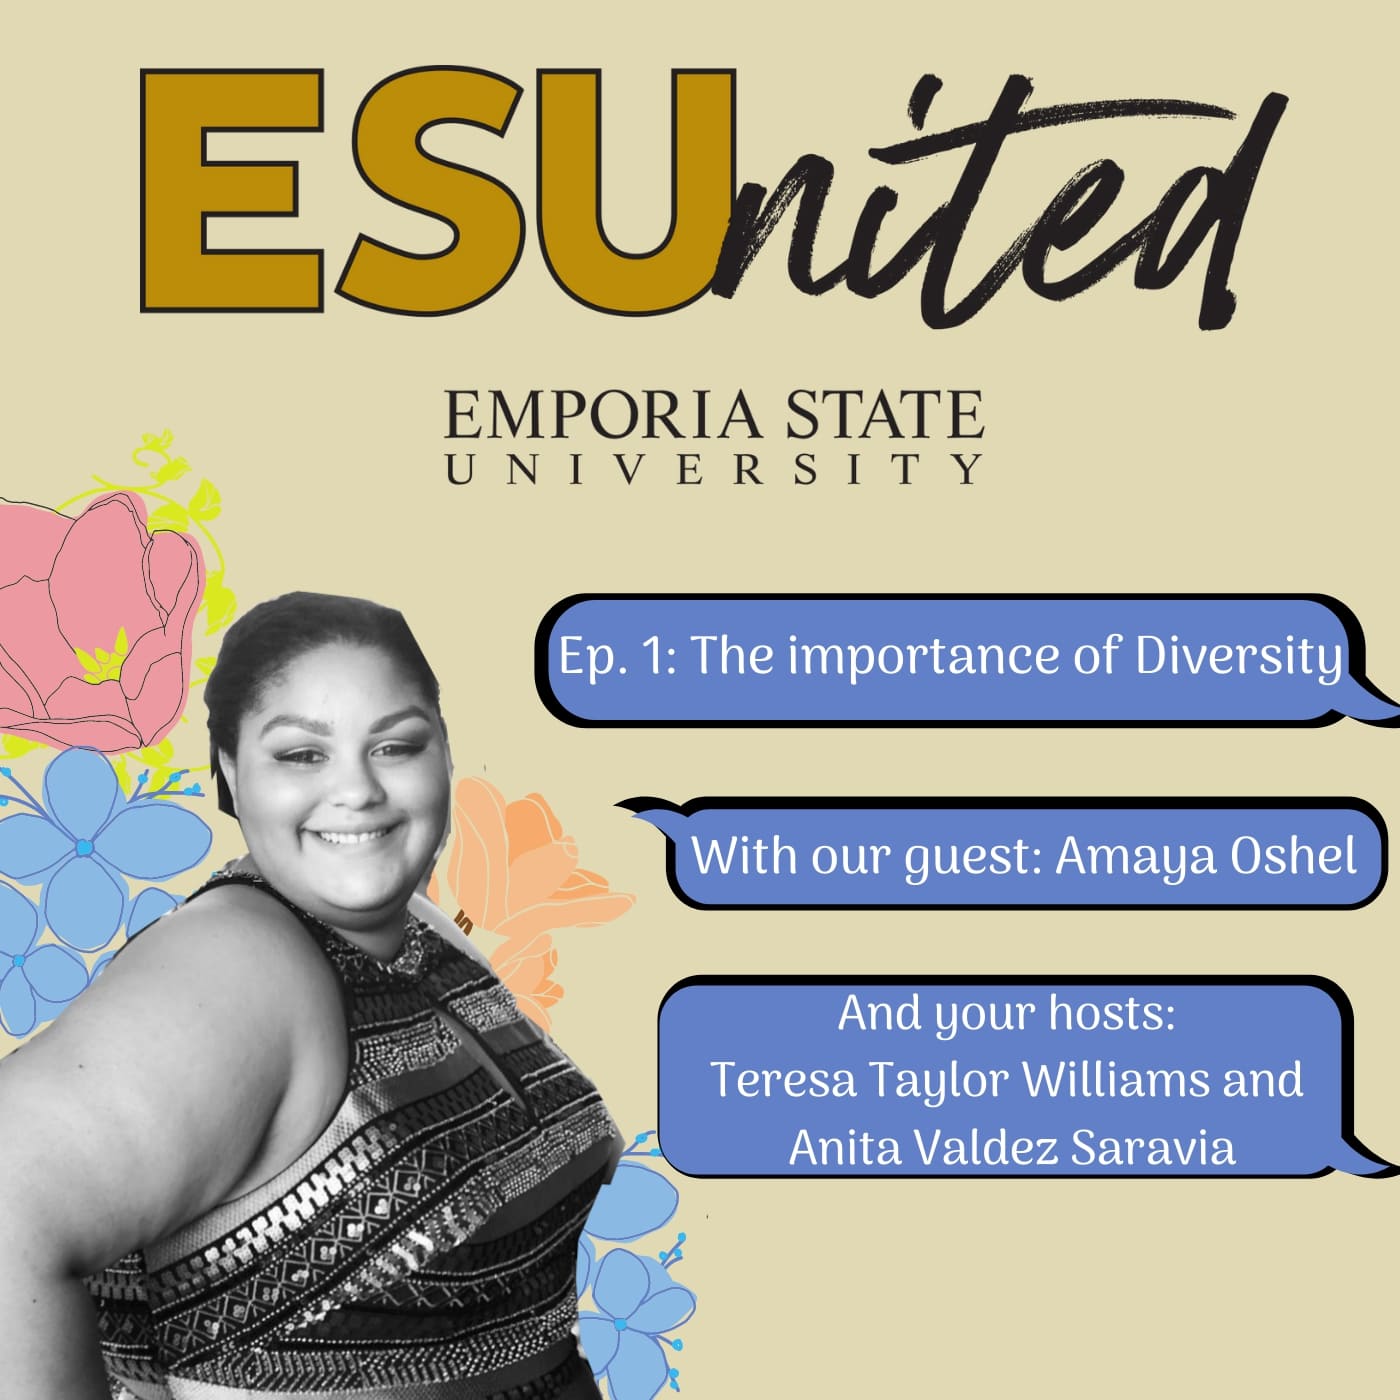 ESUnited
EMPORIA STATE
UNIVERSITY
Ep. 1: The importance of Diversity
With our guest: Amaya Oshel
And your hosts:
Teresa Taylor Williams and
Anita Valdez Saravia